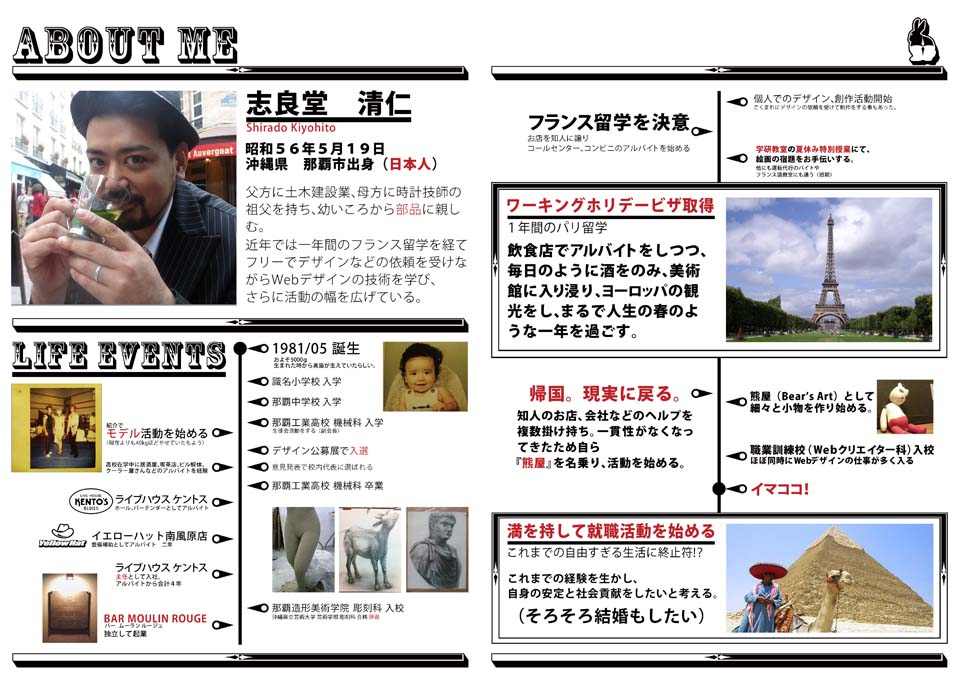 ABOUT ME
志良堂　清仁
Shirado Kiyohito
昭和５６年５月１９日
沖縄県　那覇市出身（日本人）
父方に土木建設業、母方に時計技師の
祖父を持ち、幼いころから部品に親し
む。
近年では一年間のフランス留学を経て
フリーでデザインなどの依頼を受けな
がらWebデザインの技術を学び、
さらに活動の幅を広げている。
LIFE EVENTS
1981/05 誕生
およそ5000g
生まれた時から奥歯が生えていたらしい。
識名小学校 入学
那覇中学校 入学
那覇工業高校 機械科 入学
生徒会活動をする（副会長）
紹介で
モデル活動を始める
（現在よりも40kgほどやせていたもよう）
デザイン公募展で入選
意見発表で校内代表に選ばれる
高校在学中に居酒屋、喫茶店、ビル解体、
クーラー屋さんなどのアルバイトを経験
那覇工業高校 機械科 卒業
LIVE HOUSE
KENTO'S
ライブハウス ケントス
ホール、バーテンダーとしてアルバイト
YellowHat
イエローハット南風原店
整備補助としてアルバイト　二年
ライブハウス ケントス
主任として入社。
アルバイトから合計４年
那覇造形美術学院 彫刻科 入校
沖縄県立芸術大学 芸術学部 彫刻科 合格 辞退
BAR MOULIN ROUGE
バー ムーラン ルージュ
独立して起業
個人でのデザイン、創作活動開始
ごくまれにデザインの依頼を受けて制作をする事もあった。
フランス留学を決意
お店を知人に譲り
コールセンター、コンビニのアルバイトを始める
学研教室の夏休み特別授業にて、
絵画の宿題をお手伝いする。
他にも運転代行のバイトや
フランス語教室にも通う（短期）
ワーキングホリデービザ取得
１年間のパリ留学
飲食店でアルバイトをしつつ、
毎日のように酒をのみ、美術
館に入り浸り、ヨーロッパの観
光をし、まるで人生の春のよ
うな一年を過ごす。
帰国。現実に戻る。
知人のお店、会社などのヘルプを
複数掛け持ち。一貫性がなくなっ
てきたため自ら
『熊屋』を名乗り、活動を始める。
熊屋（Bear's Art）として
細々と小物を作り始める。
職業訓練校（Webクリエイター科）入校
ほぼ同時にWebデザインの仕事が多く入る
イマココ！
満を持して就職活動を始める
これまでの自由すぎる生活に終止符!?
これまでの経験を生かし、
自身の安定と社会貢献をしたいと考える。
（そろそろ結婚もしたい）